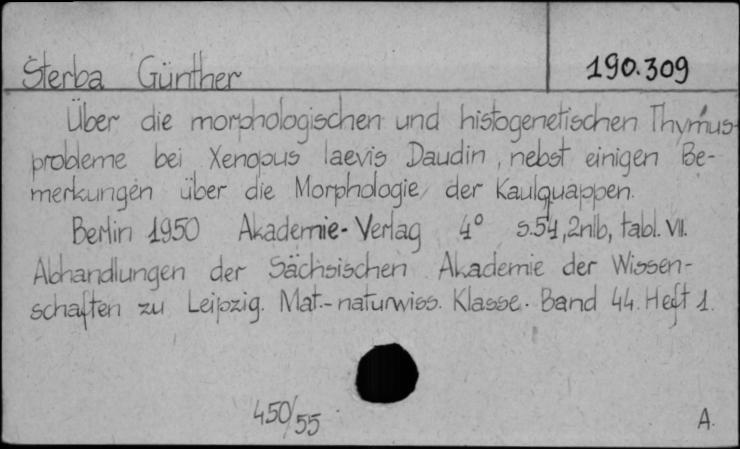 Šterba Günther 190.309
Über die morphologischen und histogenetischen Thymus-
probleme bei Xenopus laevis Daudin, nebst einigen Be-
merkungen über die Morphologie der Kaulquappen.
Berlin 1950 Akademie-Verlag 4° s.54, 2nlb, tabl. VII.
Abhandlungen der Sächsischen Akademie der Wissen-
schaften zu Leipzig. Mat.-naturwiss. Klasse. Band 44. Heft 1.
450/55 A.